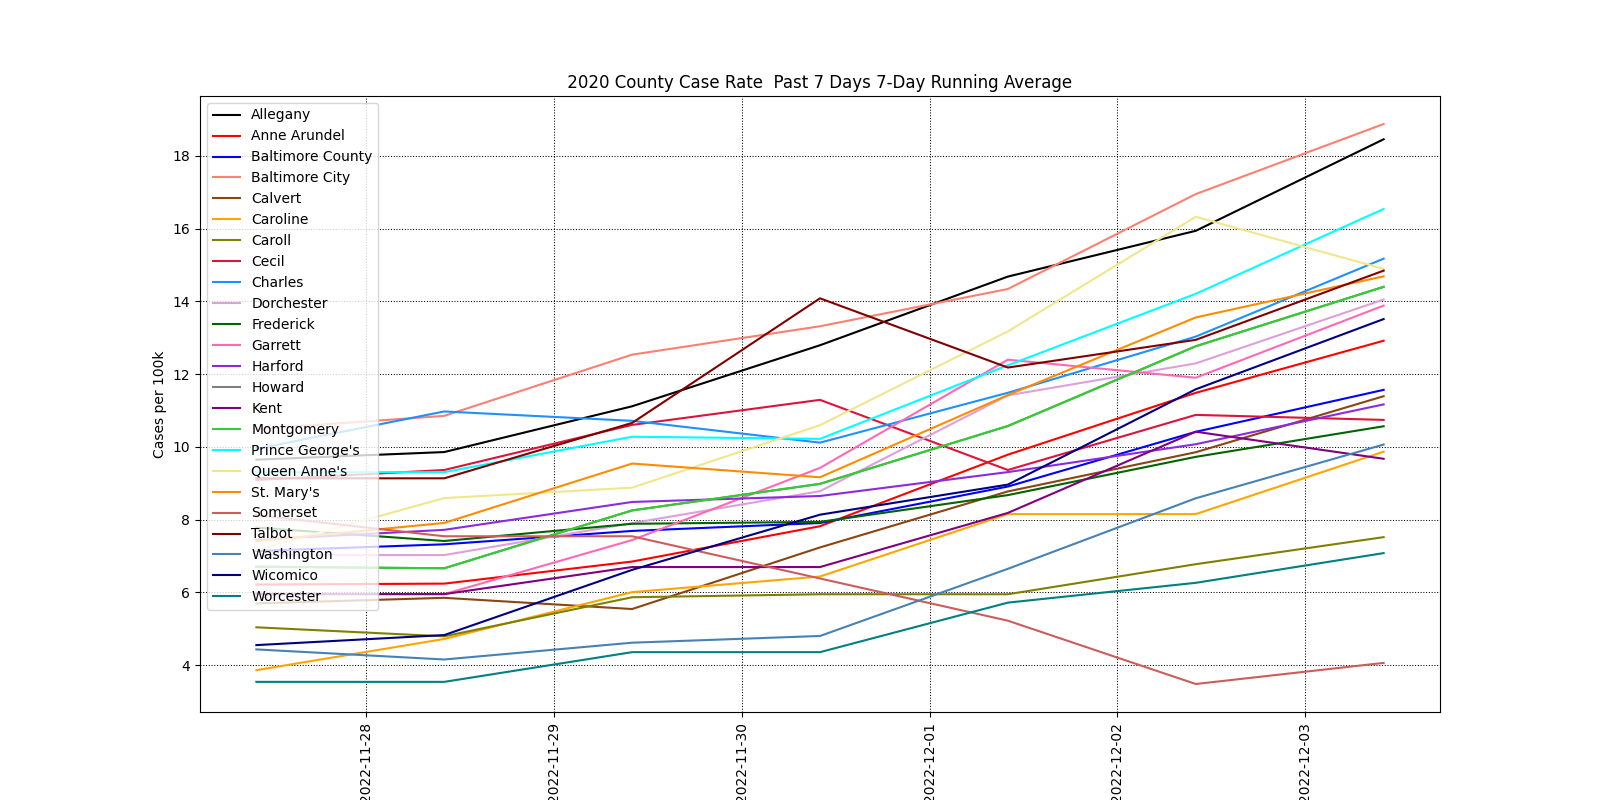 2020 County Case Rate  Past 7 Days 7-Day Running Average
Cases per 100k
18
16
14
12
10
8
6
4
Allegany
Anne Arundel
Baltimore County
Baltimore City
Calvert
Caroline
Caroll
Cecil
Charles
Dorchester
Frederick
Garrett
Harford
Howard
Kent
Montgomery
Prince George's
Queen Anne's
St. Mary's
Somerset
Talbot
Washington
Wicomico
Worcester
2022-11-28
2022-11-29
2022-11-30
2022-12-01
2022-12-02
2022-12-03